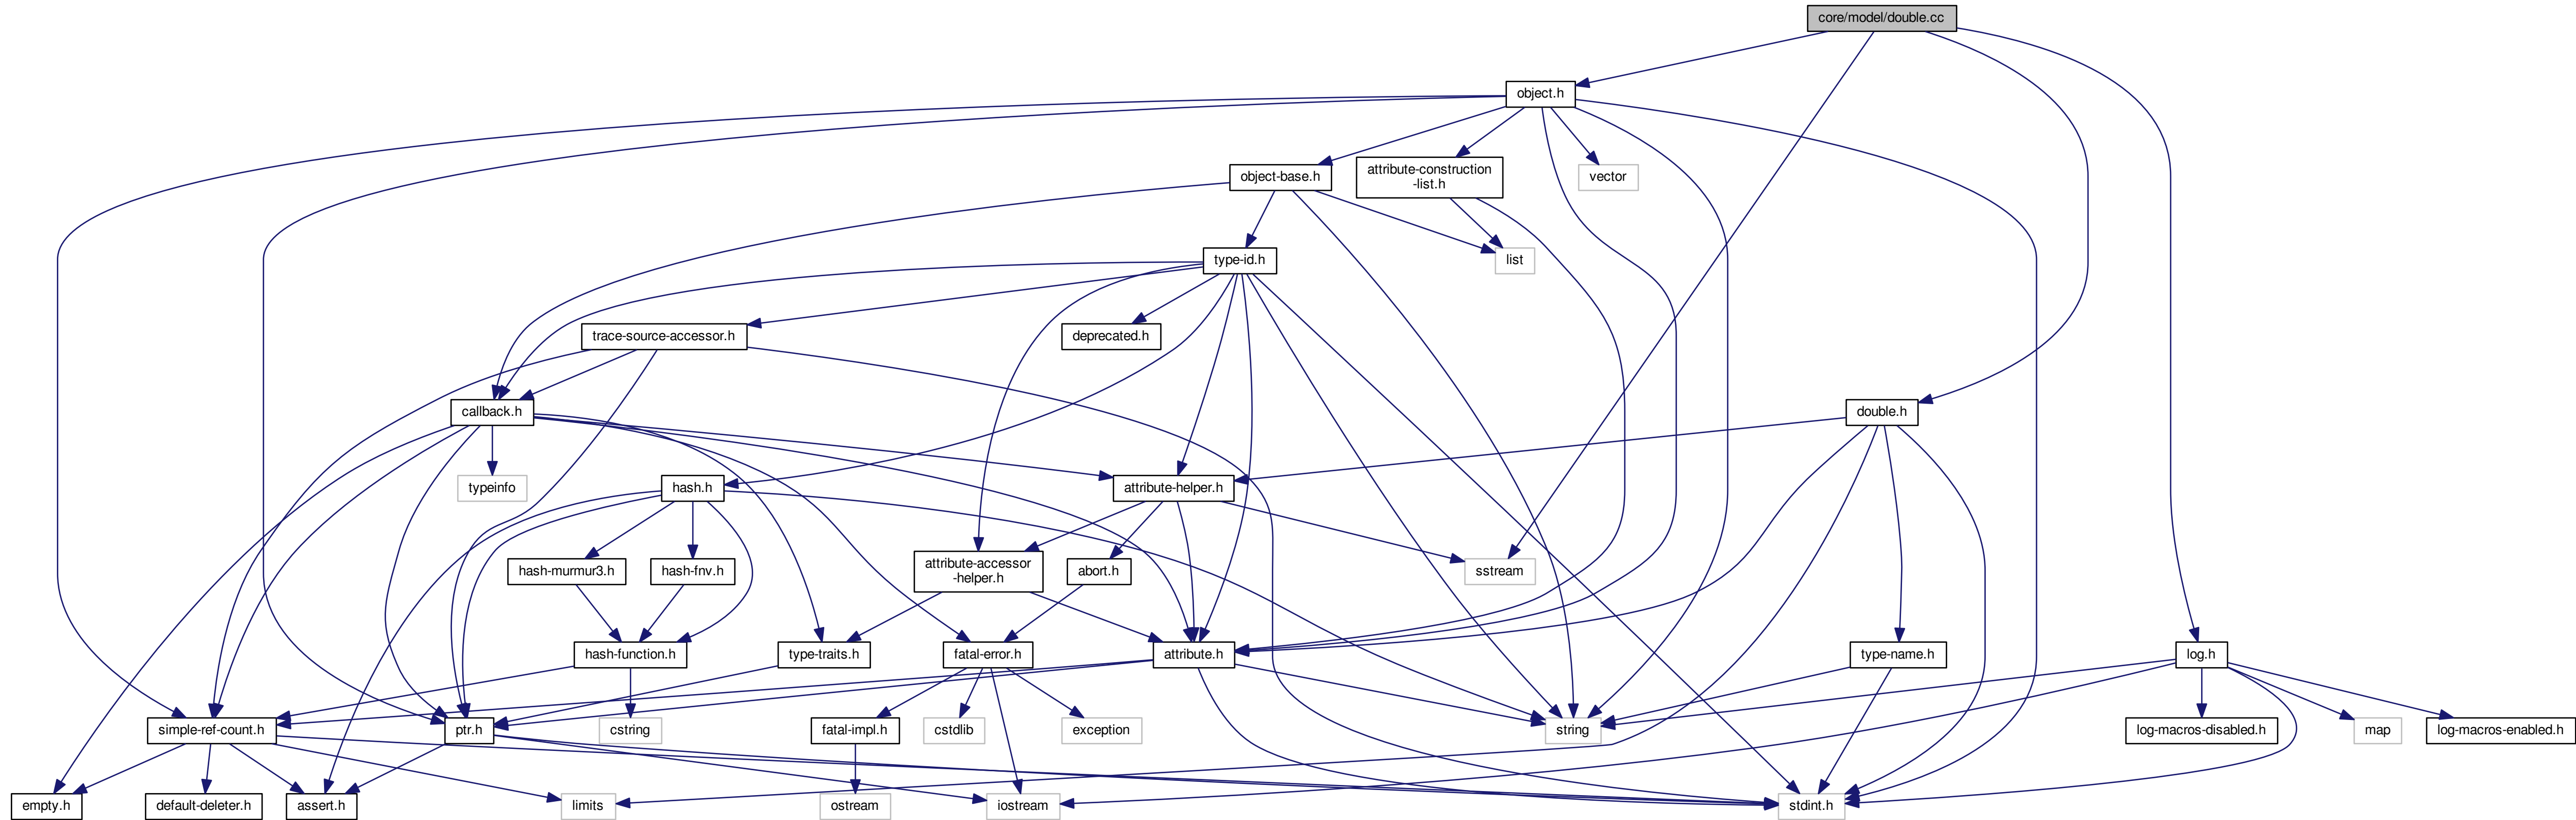 core/model/double.cc
object.h
object-base.h
attribute-construction
-list.h
vector
type-id.h
list
trace-source-accessor.h
deprecated.h
callback.h
double.h
typeinfo
hash.h
attribute-helper.h
hash-murmur3.h
hash-fnv.h
attribute-accessor
-helper.h
abort.h
sstream
hash-function.h
type-traits.h
fatal-error.h
attribute.h
type-name.h
log.h
simple-ref-count.h
ptr.h
cstring
fatal-impl.h
cstdlib
exception
string
log-macros-disabled.h
map
log-macros-enabled.h
empty.h
default-deleter.h
assert.h
limits
ostream
iostream
stdint.h